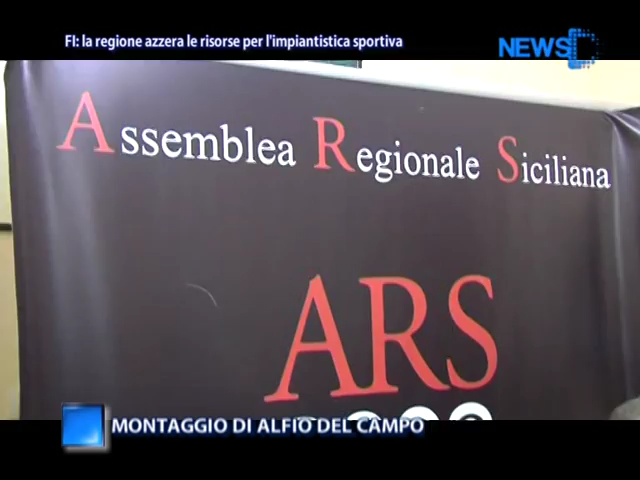 FI: la regione azzera le risorse per l'impiantistica sportiva
NEWS
Assemblea Regionale Siciliana
ARS
MONTAGGIO DI ALFIO DEL CAMPO